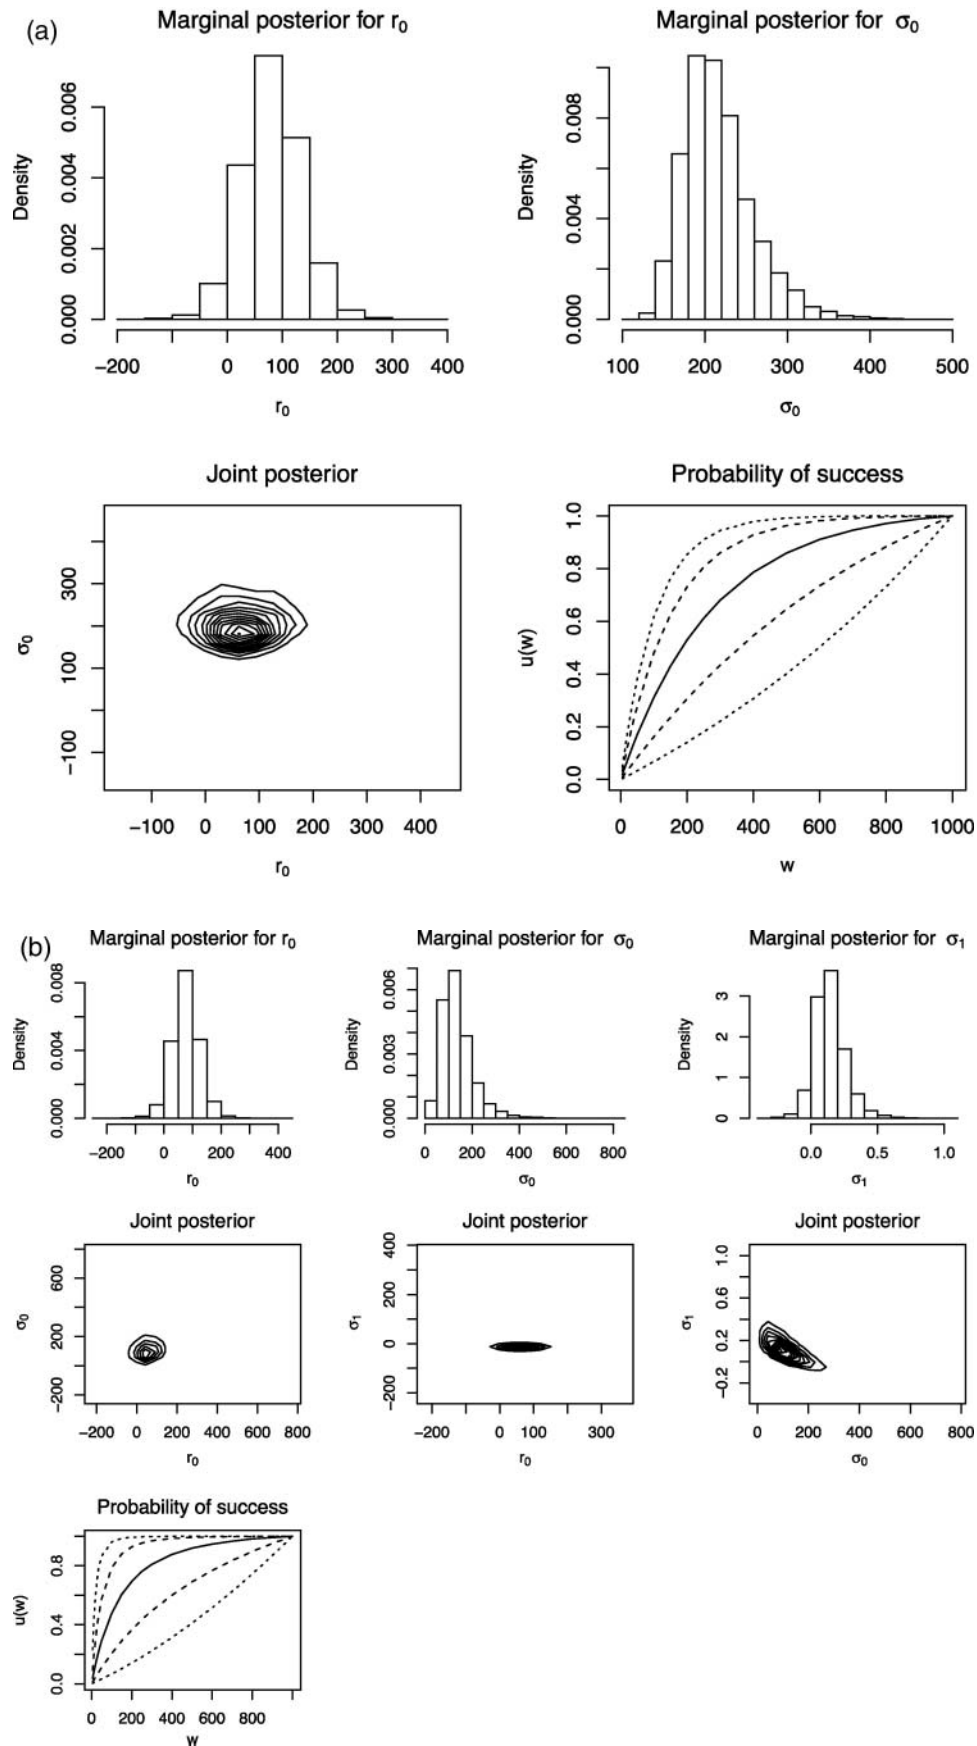 (a)
Marginal posterior for r₀
Marginal posterior for σ₀
Density
0.000 0.002 0.004 0.006
−200 0 100 200 300 400
r₀
Density
0.000 0.004 0.008
100 200 300 400 500
σ₀
Joint posterior
Probability of success
σ₀
−100 100 300
−100 0 100 200 300 400
r₀
u(w)
0.0 0.2 0.4 0.6 0.8 1.0
0 200 400 600 800 1000
w
(b)
Marginal posterior for r₀
Marginal posterior for σ₀
Marginal posterior for σ₁
Density
0.000 0.004 0.008
−200 0 200 400
r₀
Density
0.000 0.003 0.006
0 200 400 600 800
σ₀
Density
0 1 2 3
0.0 0.5 1.0
σ₁
Joint posterior
Joint posterior
Joint posterior
σ₀
−200 200 600
−200 0 200 400 600 800
r₀
σ₁
−200 0 200 400
−200 0 100 300
r₀
σ₁
−0.2 0.2 0.6 1.0
0 200 400 600 800
σ₀
Probability of success
u(w)
0.0 0.4 0.8
0 200 400 600 800
w